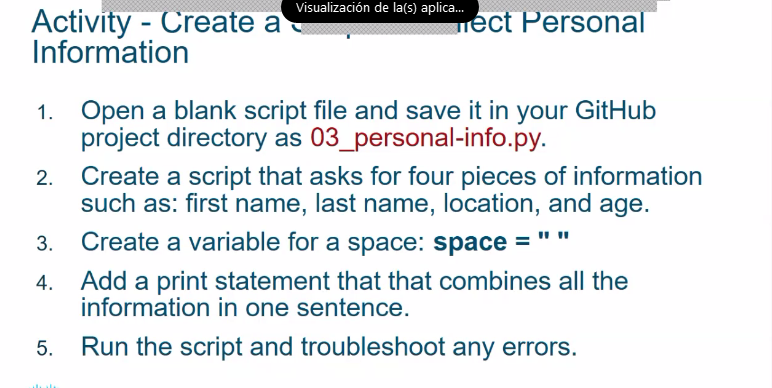 Visualización de la(s) aplica...
Activity - Create a Personal
Information
1. Open a blank script file and save it in your GitHub
project directory as 03_personal-info.py.
2. Create a script that asks for four pieces of information
such as: first name, last name, location, and age.
3. Create a variable for a space: space = " "
4. Add a print statement that that combines all the
information in one sentence.
5. Run the script and troubleshoot any errors.